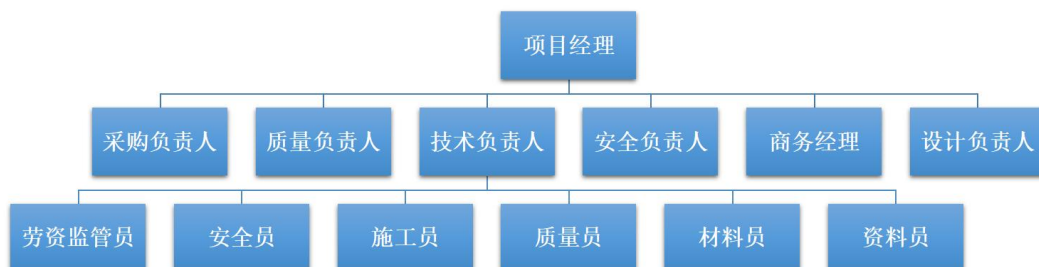 项目经理
采购负责人
质量负责人
技术负责人
安全负责人
商务经理
设计负责人
劳资监管员
安全员
施工员
质量员
材料员
资料员